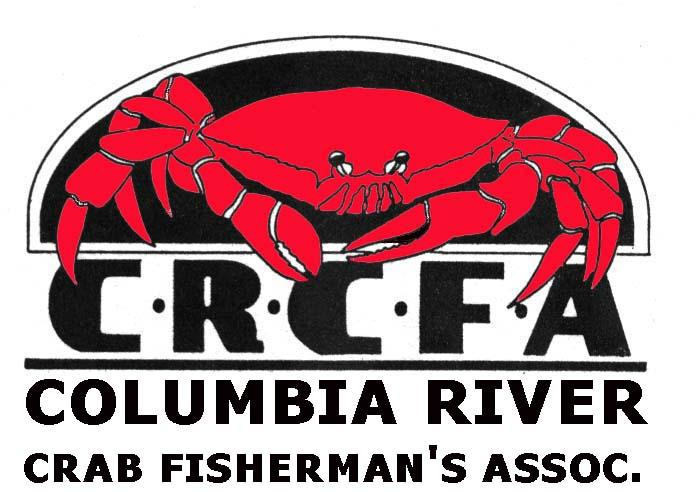 C·R·C·F·A
COLUMBIA RIVER
CRAB FISHERMAN'S ASSOC.